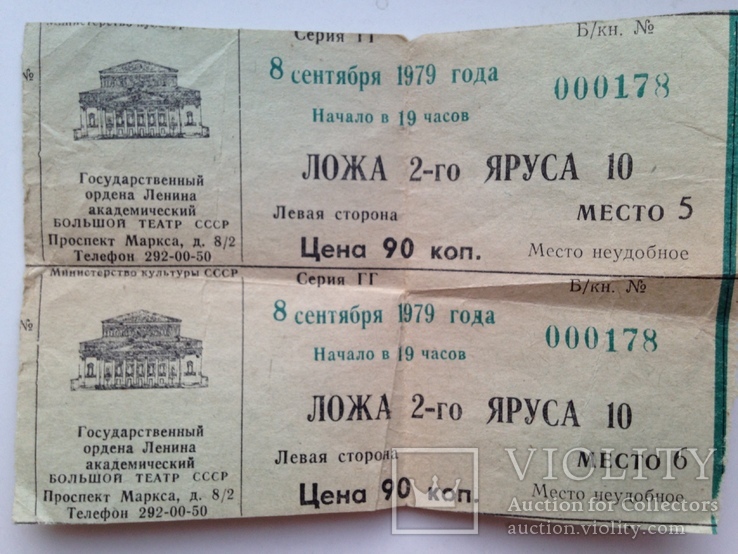 Министерство культуры
Серия ГГ
Б/кн. №
№
8 сентября 1979 года
000178
Начало в 19 часов
ЛОЖА 2-го ЯРУСА 10
Государственный
ордена Ленина
академический
БОЛЬШОЙ ТЕАТР СССР
Проспект Маркса, д. 8/2
Телефон 292-00-50
Левая сторона
МЕСТО 5
Цена 90 коп.
Место неудобное
Министерство культуры СССР
Серия ГГ
Б/кн. №
№
8 сентября 1979 года
000178
Начало в 19 часов
ЛОЖА 2-го ЯРУСА 10
Государственный
ордена Ленина
академический
БОЛЬШОЙ ТЕАТР СССР
Проспект Маркса, д. 8/2
Телефон 292-00-50
Левая сторона
МЕСТО 6
Цена 90 коп.
Место неудобное
VIOLITY
Auction for Collectors
auction.violity.com